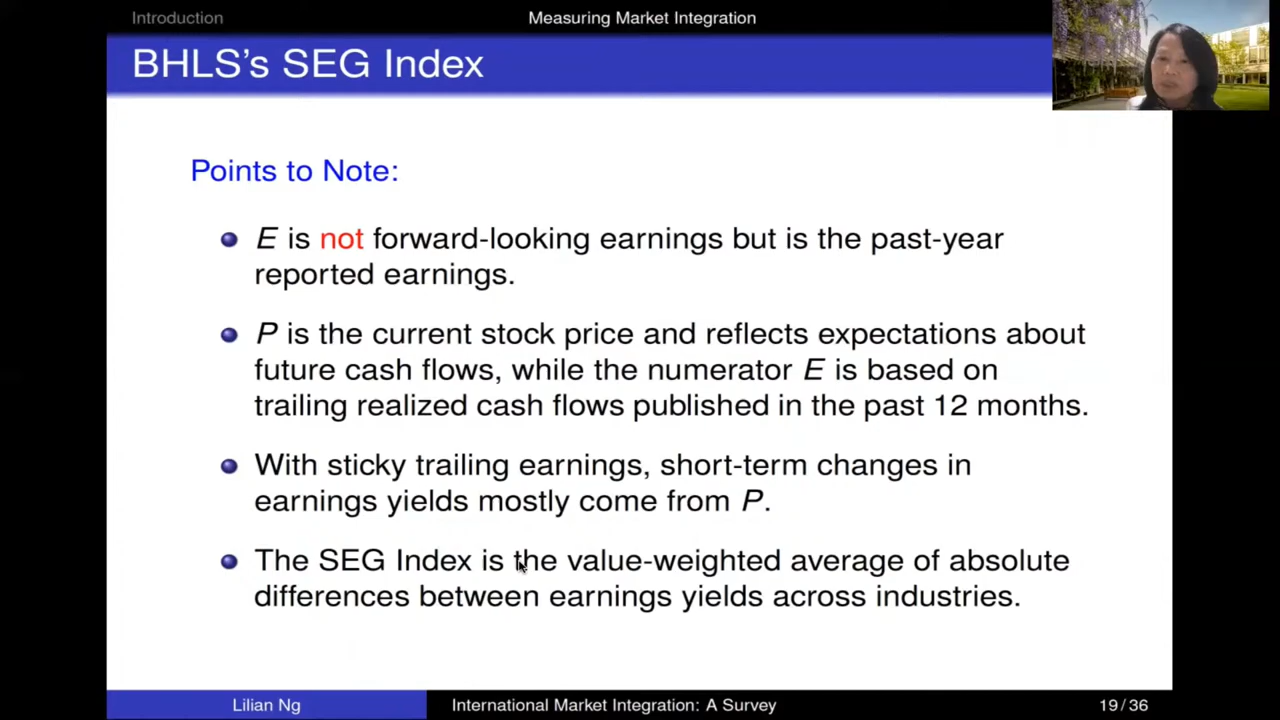 Introduction
Measuring Market Integration
BHLS's SEG Index
Points to Note:
E is not forward-looking earnings but is the past-year
reported earnings.
P is the current stock price and reflects expectations about
future cash flows, while the numerator E is based on
trailing realized cash flows published in the past 12 months.
With sticky trailing earnings, short-term changes in
earnings yields mostly come from P.
The SEG Index is the value-weighted average of absolute
differences between earnings yields across industries.
Lilian Ng
International Market Integration: A Survey
19 / 36